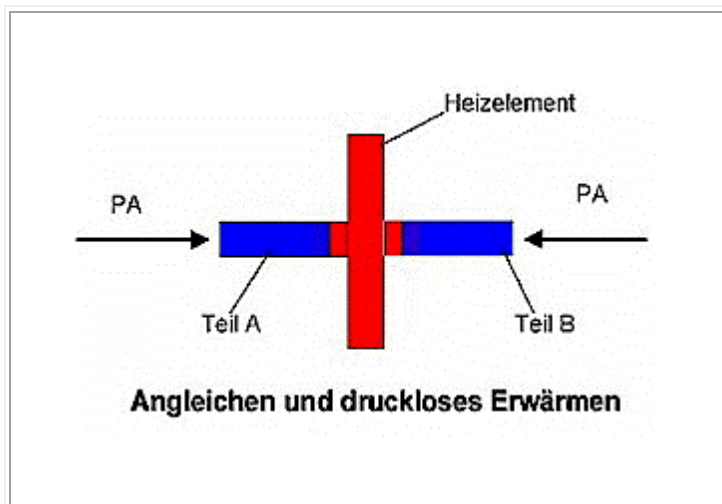 Heizelement
PA
PA
Teil A
Teil B
Angleichen und druckloses Erwärmen